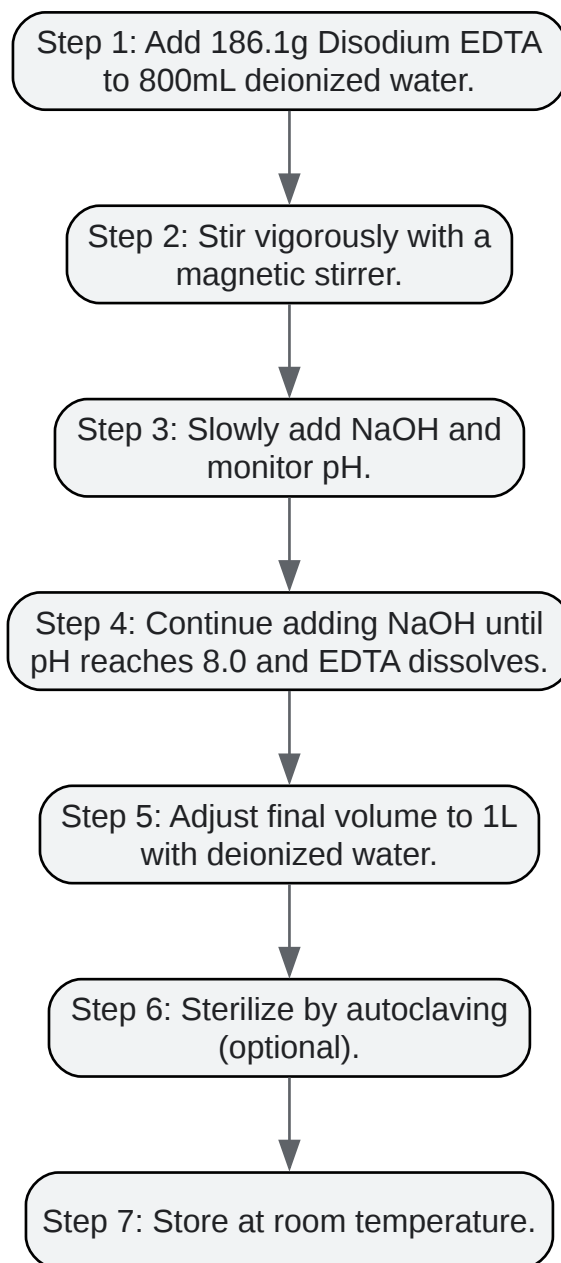 Step 1: Add 186.1g Disodium EDTA
to 800mL deionized water.
Step 2: Stir vigorously with a
magnetic stirrer.
Step 3: Slowly add NaOH and
monitor pH.
Step 4: Continue adding NaOH until
pH reaches 8.0 and EDTA dissolves.
Step 5: Adjust final volume to 1L
with deionized water.
Step 6: Sterilize by autoclaving
(optional).
Step 7: Store at room temperature.